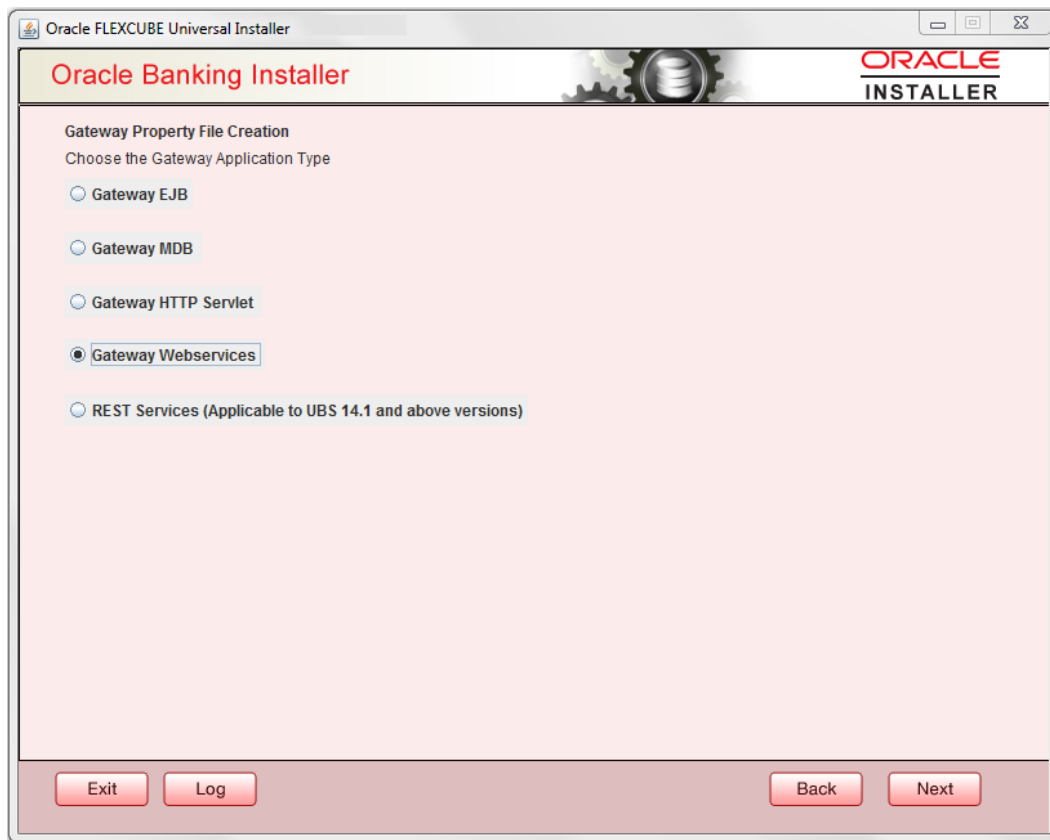 Oracle FLEXCUBE Universal Installer
Oracle Banking Installer
ORACLE
INSTALLER
Gateway Property File Creation
Choose the Gateway Application Type
Gateway EJB
Gateway MDB
Gateway HTTP Servlet
Gateway Webservices
REST Services (Applicable to UBS 14.1 and above versions)
Exit Log Back Next